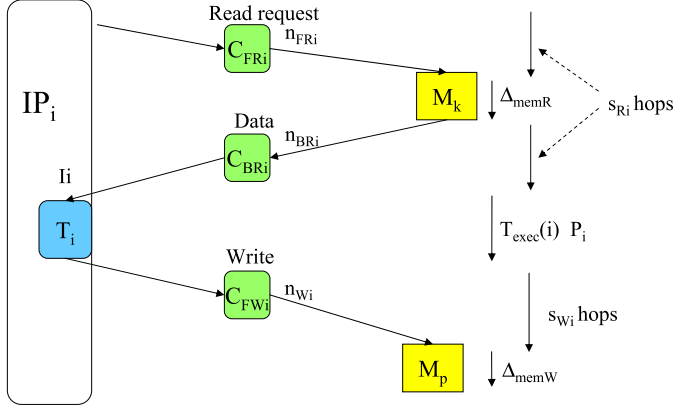 Read request
C_FRi n_FRi
IP_i
M_k Δ_memR
s_Ri hops
Data
C_BRi n_BRi
Ii
T_i
T_exec(i) P_i
Write
C_FWi n_Wi
s_Wi hops
M_p Δ_memW